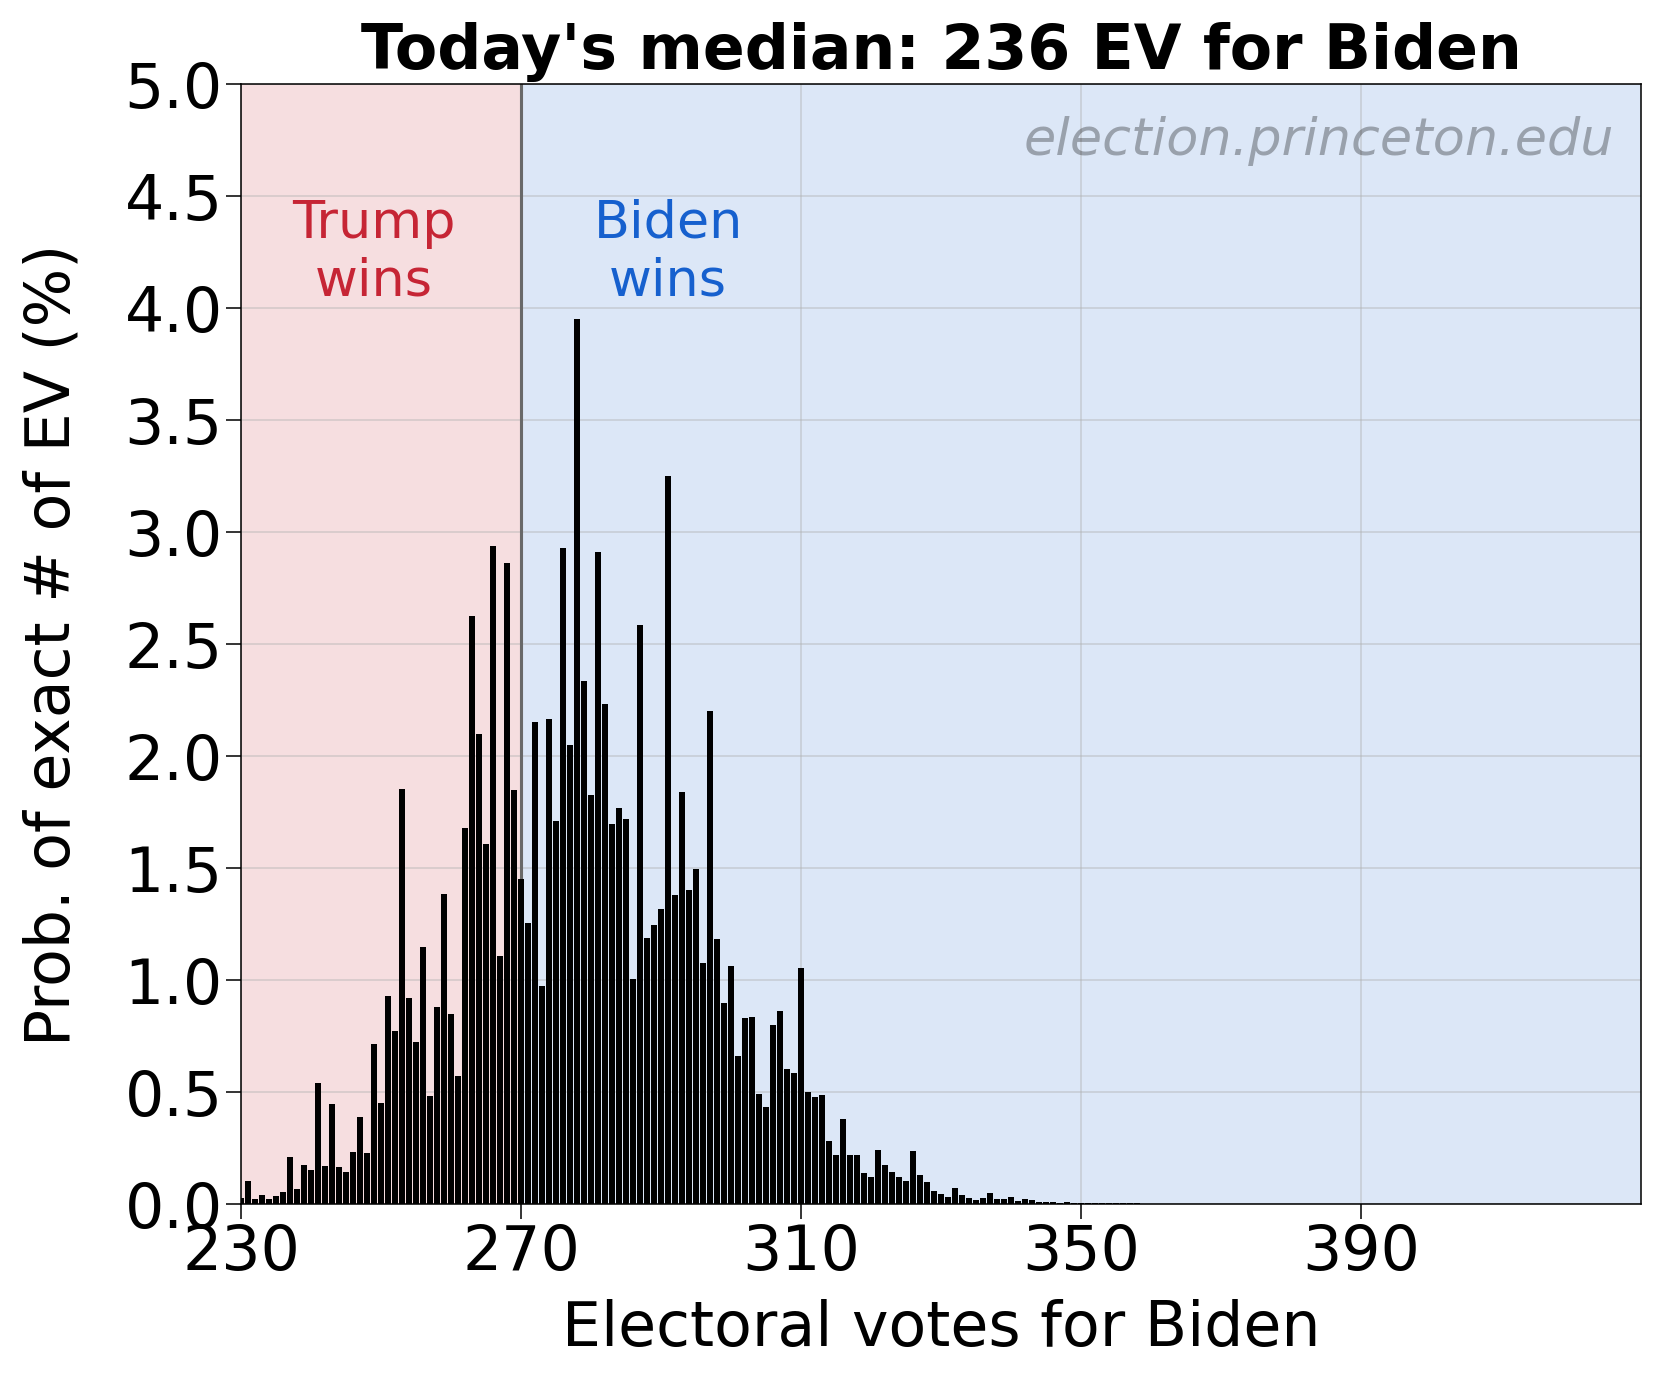 Today's median: 236 EV for Biden
election.princeton.edu
Trump
wins
Biden
wins
Prob. of exact # of EV (%)
5.0
4.5
4.0
3.5
3.0
2.5
2.0
1.5
1.0
0.5
0.0
230 270 310 350 390
Electoral votes for Biden